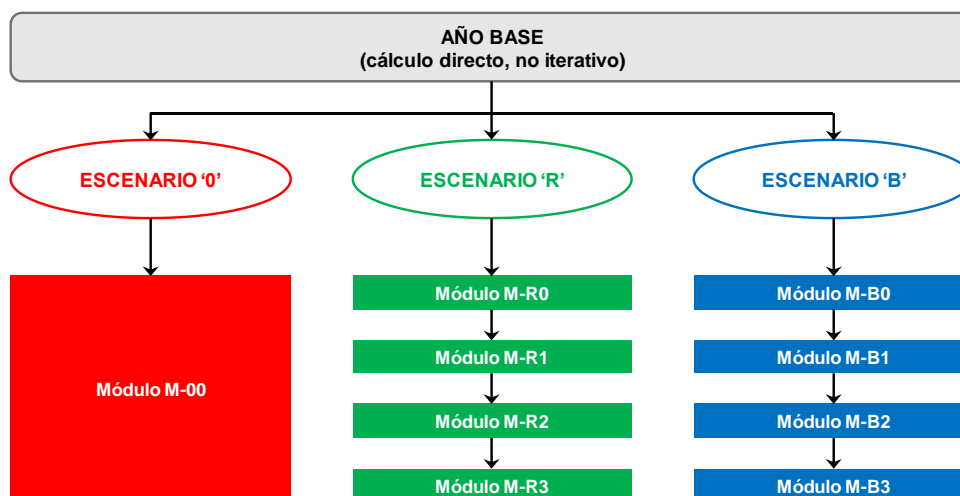 AÑO BASE
(cálculo directo, no iterativo)
ESCENARIO ‘0’
ESCENARIO ‘R’
ESCENARIO ‘B’
Módulo M-00
Módulo M-R0
Módulo M-R1
Módulo M-R2
Módulo M-R3
Módulo M-B0
Módulo M-B1
Módulo M-B2
Módulo M-B3